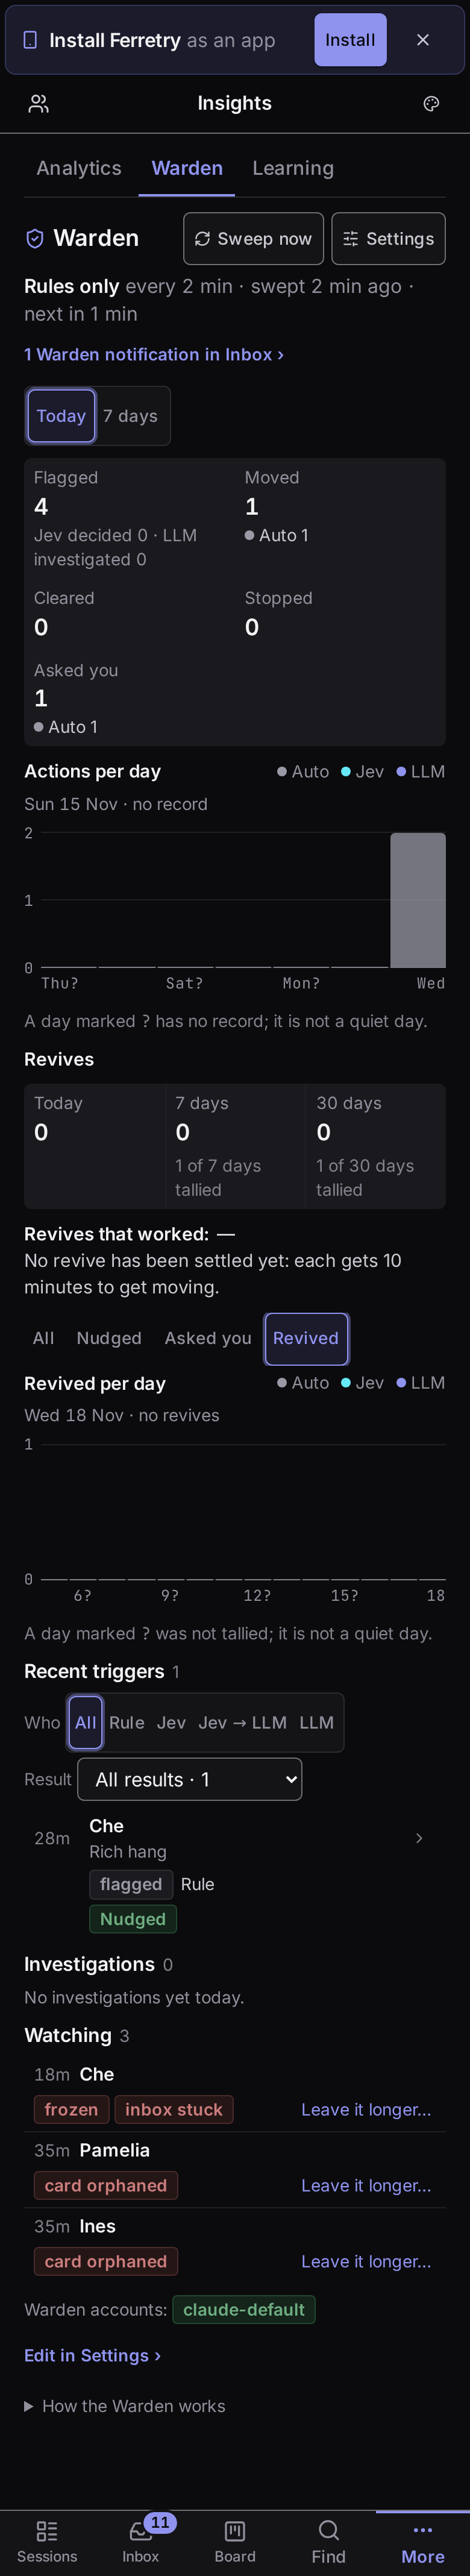 Install Ferretry as an app
Install
Insights
Analytics
Warden
Learning
Warden
Sweep now
Settings
Rules only every 2 min · swept 2 min ago ·
next in 1 min
1 Warden notification in Inbox ›
Today
7 days
Flagged
4
Jev decided 0 · LLM
investigated 0
Moved
1
Auto 1
Cleared
0
Stopped
0
Asked you
1
Auto 1
Actions per day
Auto
Jev
LLM
Sun 15 Nov · no record
2
1
0
Thu?
Sat?
Mon?
Wed
A day marked ? has no record; it is not a quiet day.
Revives
Today
0
7 days
0
1 of 7 days
tallied
30 days
0
1 of 30 days
tallied
Revives that worked: —
No revive has been settled yet: each gets 10
minutes to get moving.
All
Nudged
Asked you
Revived
Revived per day
Auto
Jev
LLM
Wed 18 Nov · no revives
1
0
6?
9?
12?
15?
18
A day marked ? was not tallied; it is not a quiet day.
Recent triggers 1
Who
All
Rule
Jev
Jev → LLM
LLM
Result
All results · 1
28m
Che
Rich hang
flagged
Rule
Nudged
Investigations 0
No investigations yet today.
Watching 3
18m Che
frozen
inbox stuck
Leave it longer...
35m Pamelia
card orphaned
Leave it longer...
35m Ines
card orphaned
Leave it longer...
Warden accounts: claude-default
Edit in Settings ›
How the Warden works
11
Sessions
Inbox
Board
Find
More